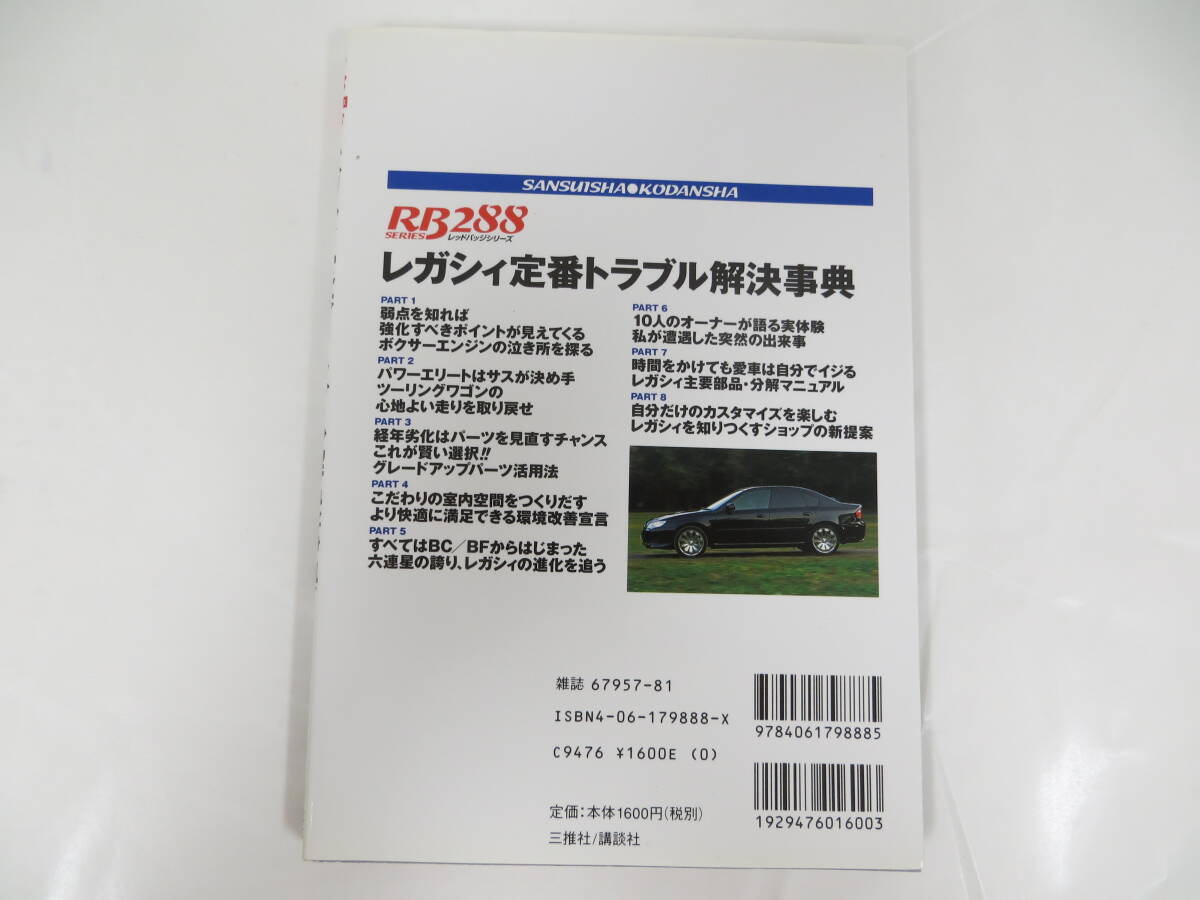 SANSUISHA●KODANSHA
RB288
SERIES レッドバッジシリーズ
レガシィ定番トラブル解決事典
PART 1
弱点を知れば
強化すべきポイントが見えてくる
ボクサーエンジンの泣き所を探る
PART 2
パワーエリートはサスが決め手
ツーリングワゴンの
心地よい走りを取り戻せ
PART 3
経年劣化はパーツを見直すチャンス
これが賢い選択!!
グレードアップパーツ活用法
PART 4
こだわりの室内空間をつくりだす
より快適に満足できる環境改善宣言
PART 5
すべてはBC/BFからはじまった
六連星の誇り、レガシィの進化を追う
PART 6
10人のオーナーが語る実体験
私が遭遇した突然の出来事
PART 7
時間をかけても愛車は自分でイジる
レガシィ主要部品・分解マニュアル
PART 8
自分だけのカスタマイズを楽しむ
レガシィを知りつくすショップの新提案
雑誌 67957-81
ISBN4-06-179888-X
C9476 ¥1600E (0)
9784061798885
1929476016003
定価:本体1600円(税別)
三推社/講談社